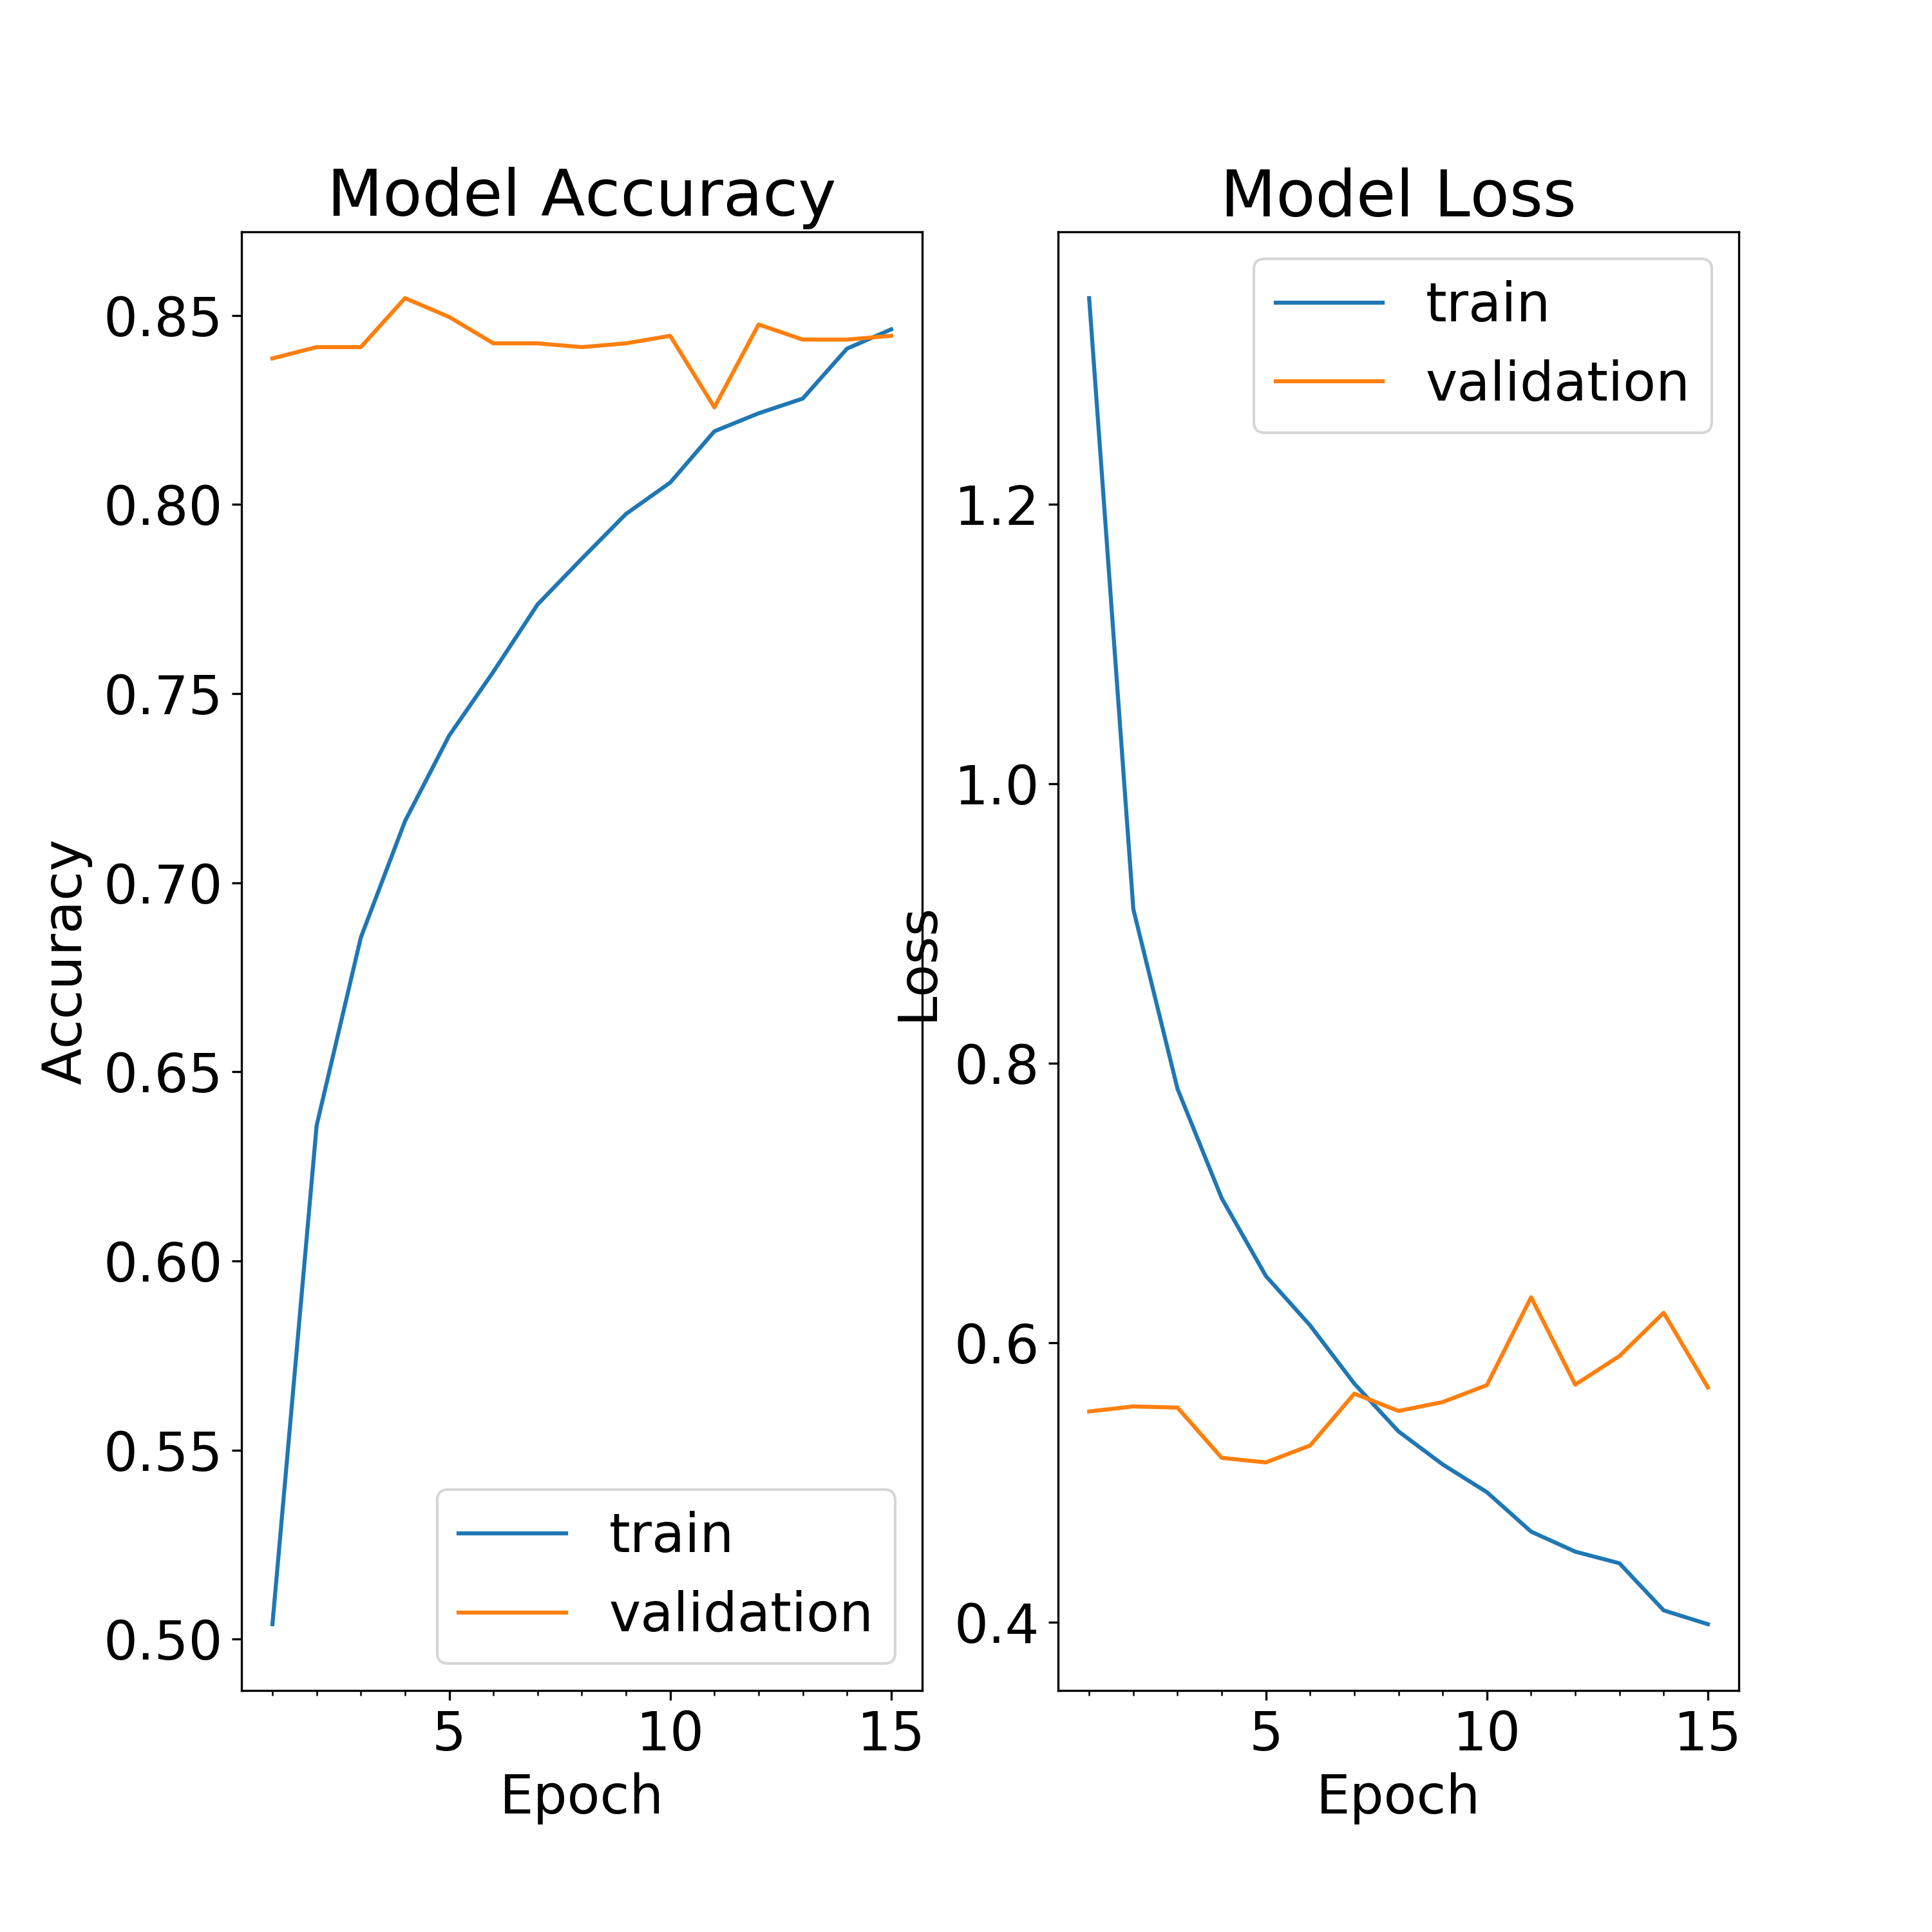 Model Accuracy
0.85
0.80
0.75
0.70
0.65
0.60
0.55
0.50
Accuracy
train
validation
5 10 15
Epoch
Model Loss
train
validation
1.2
1.0
0.8
0.6
0.4
Loss
5 10 15
Epoch